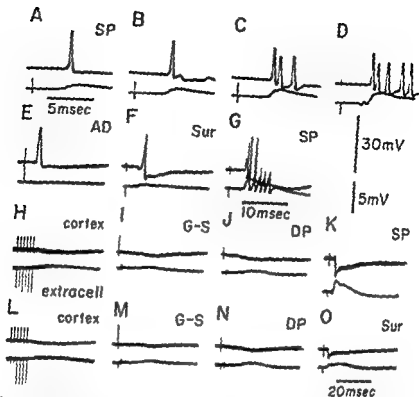 A SP B C D
5msec
E AD F Sur G SP
30mV
10msec
5mV
H cortex I G-S J DP K SP
extracell
L cortex M G-S N DP O Sur
20msec